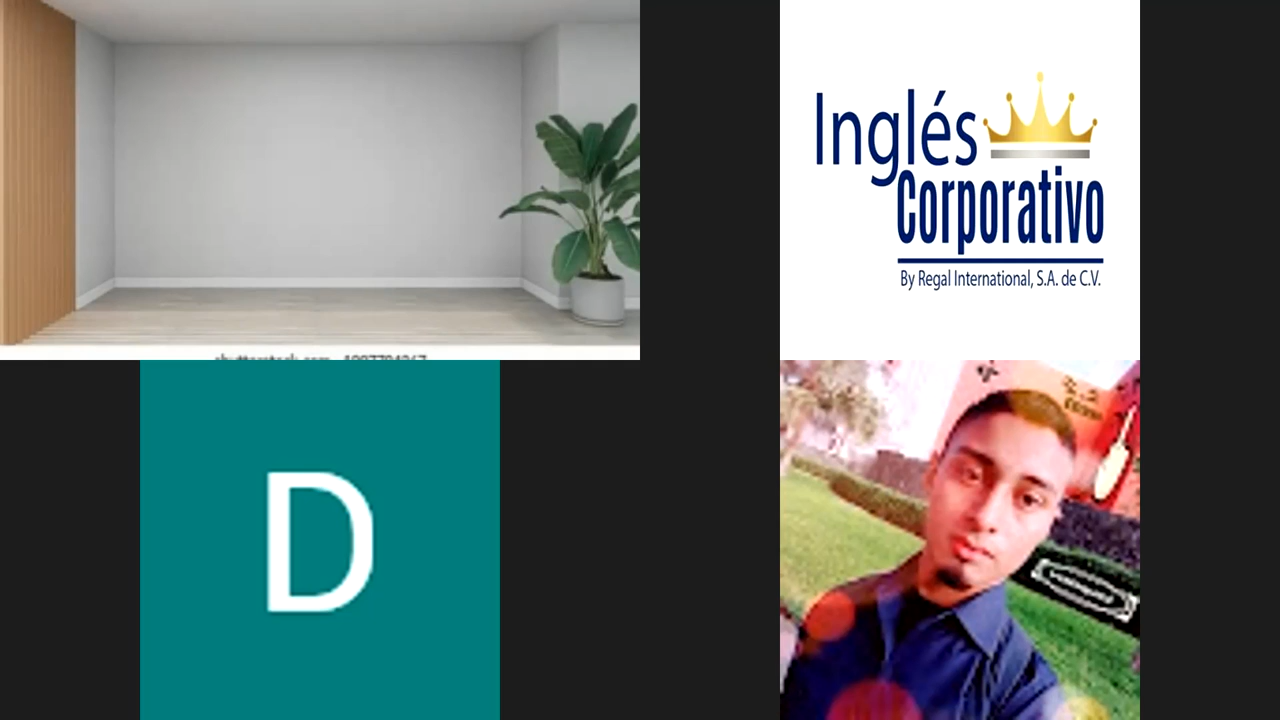 Inglés
Corporativo
By Regal International, S.A. de C.V.
D